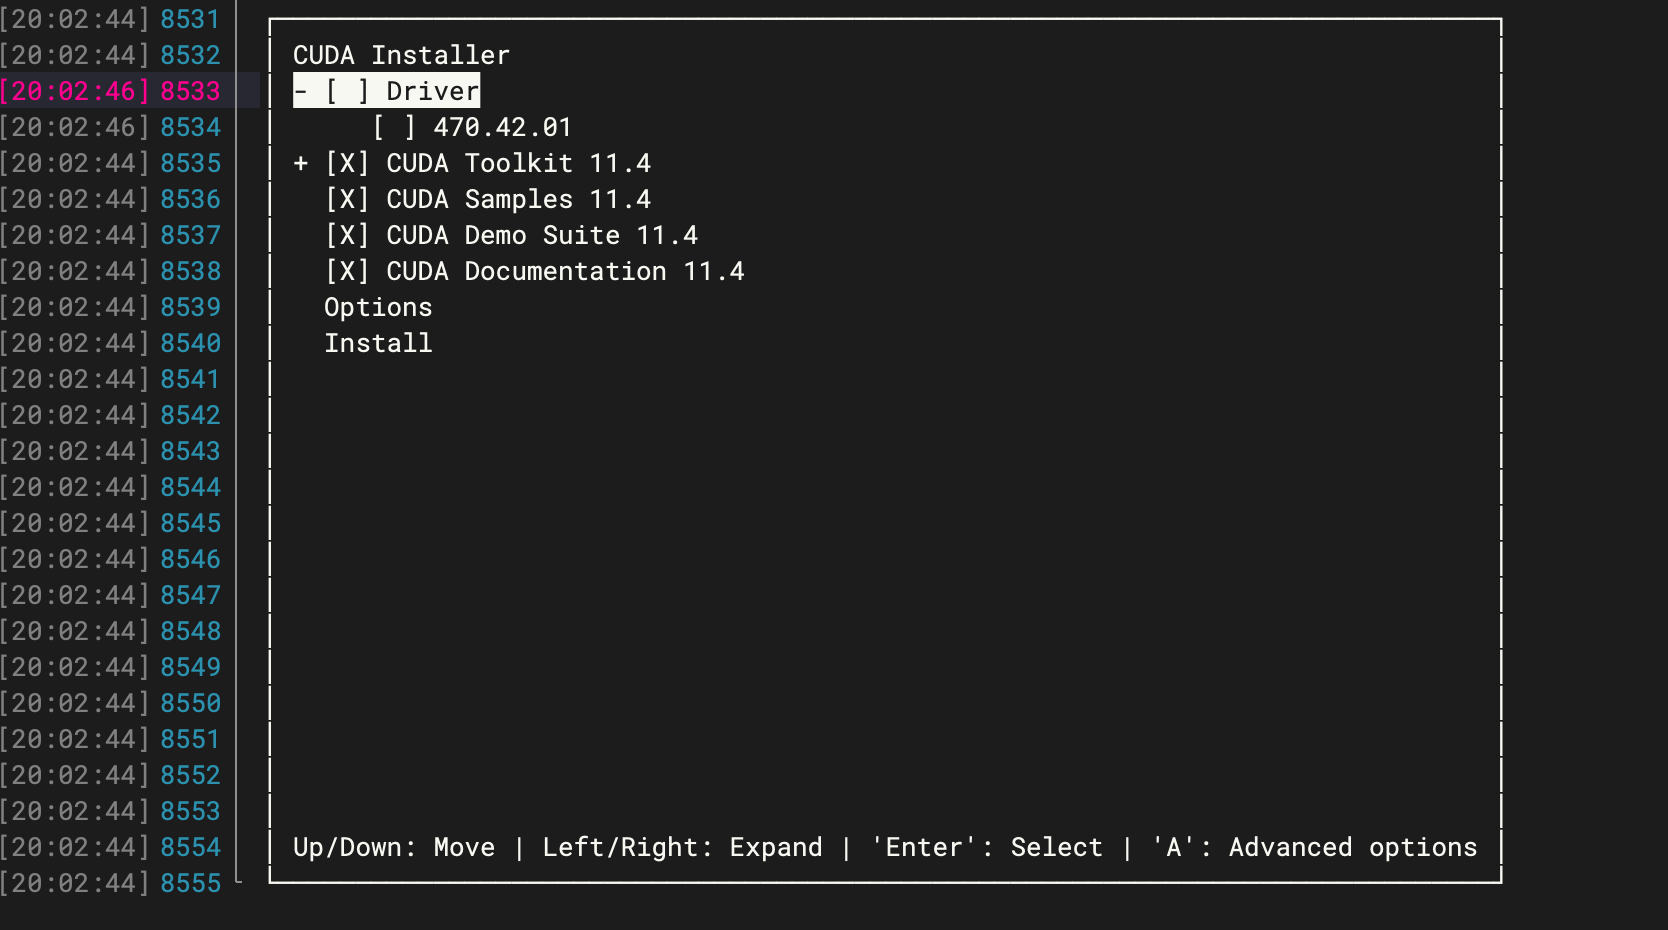 [20:02:44] 8531
[20:02:44] 8532 CUDA Installer
[20:02:46] 8533 - [ ] Driver
[20:02:46] 8534 [ ] 470.42.01
[20:02:44] 8535 + [X] CUDA Toolkit 11.4
[20:02:44] 8536 [X] CUDA Samples 11.4
[20:02:44] 8537 [X] CUDA Demo Suite 11.4
[20:02:44] 8538 [X] CUDA Documentation 11.4
[20:02:44] 8539 Options
[20:02:44] 8540 Install
[20:02:44] 8541
[20:02:44] 8542
[20:02:44] 8543
[20:02:44] 8544
[20:02:44] 8545
[20:02:44] 8546
[20:02:44] 8547
[20:02:44] 8548
[20:02:44] 8549
[20:02:44] 8550
[20:02:44] 8551
[20:02:44] 8552
[20:02:44] 8553
[20:02:44] 8554 Up/Down: Move | Left/Right: Expand | 'Enter': Select | 'A': Advanced options
[20:02:44] 8555